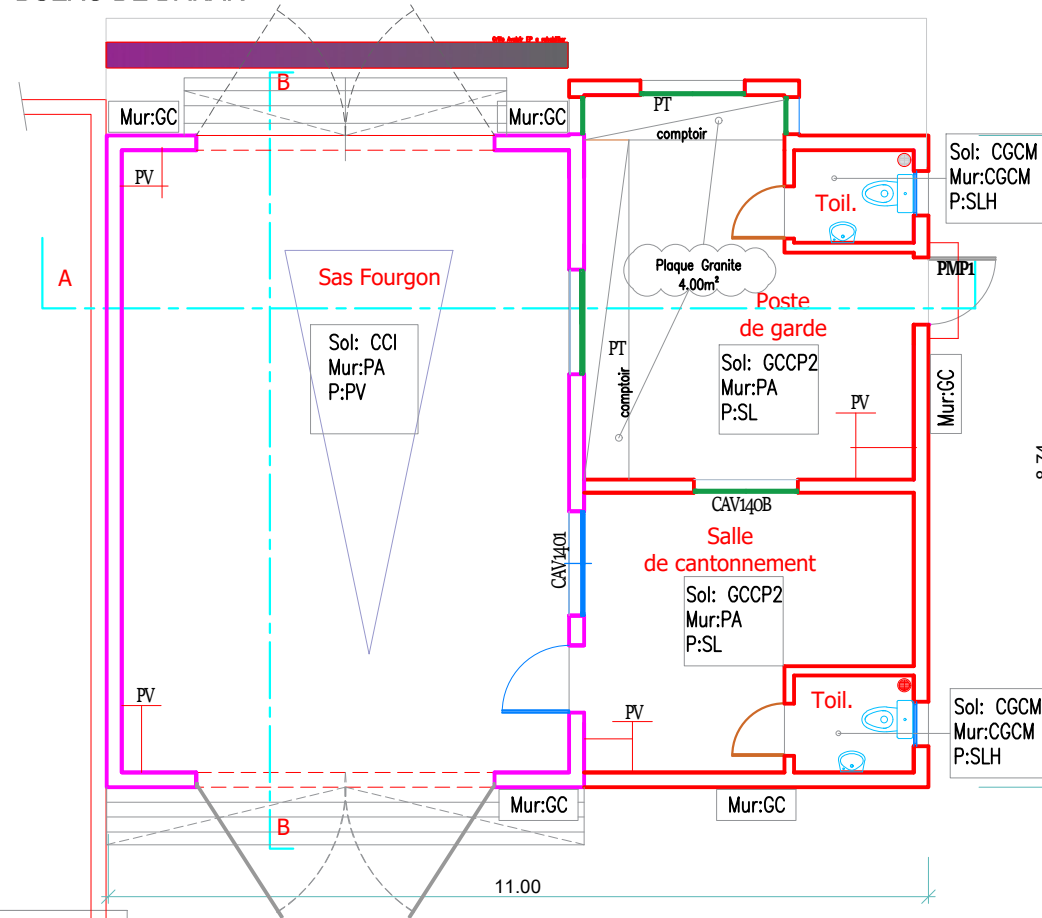 B
Mur:GC
Mur:GC
PT
comptoir
Sol: CGCM
Mur:CGCM
P:SLH
PV
Toil.
A
Sas Fourgon
Plaque Granite
4.00m²
PMP1
Poste
de garde
Sol: CCI
Mur:PA
P:PV
PT
comptoir
Sol: GCCP2
Mur:PA
P:SL
Mur:GC
PV
CAV140B
CAV1401
Salle
de cantonnement
Sol: GCCP2
Mur:PA
P:SL
PV
PV
Toil.
Sol: CGCM
Mur:CGCM
P:SLH
Mur:GC
Mur:GC
B
11.00